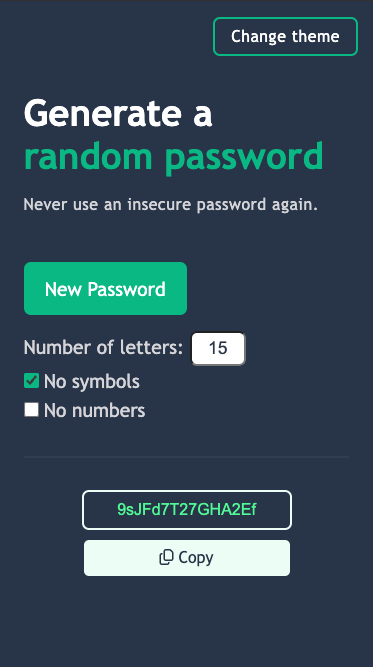 Change theme
Generate a
random password
Never use an insecure password again.
New Password
Number of letters: 15
No symbols
No numbers
9sJFd7T27GHA2Ef
Copy